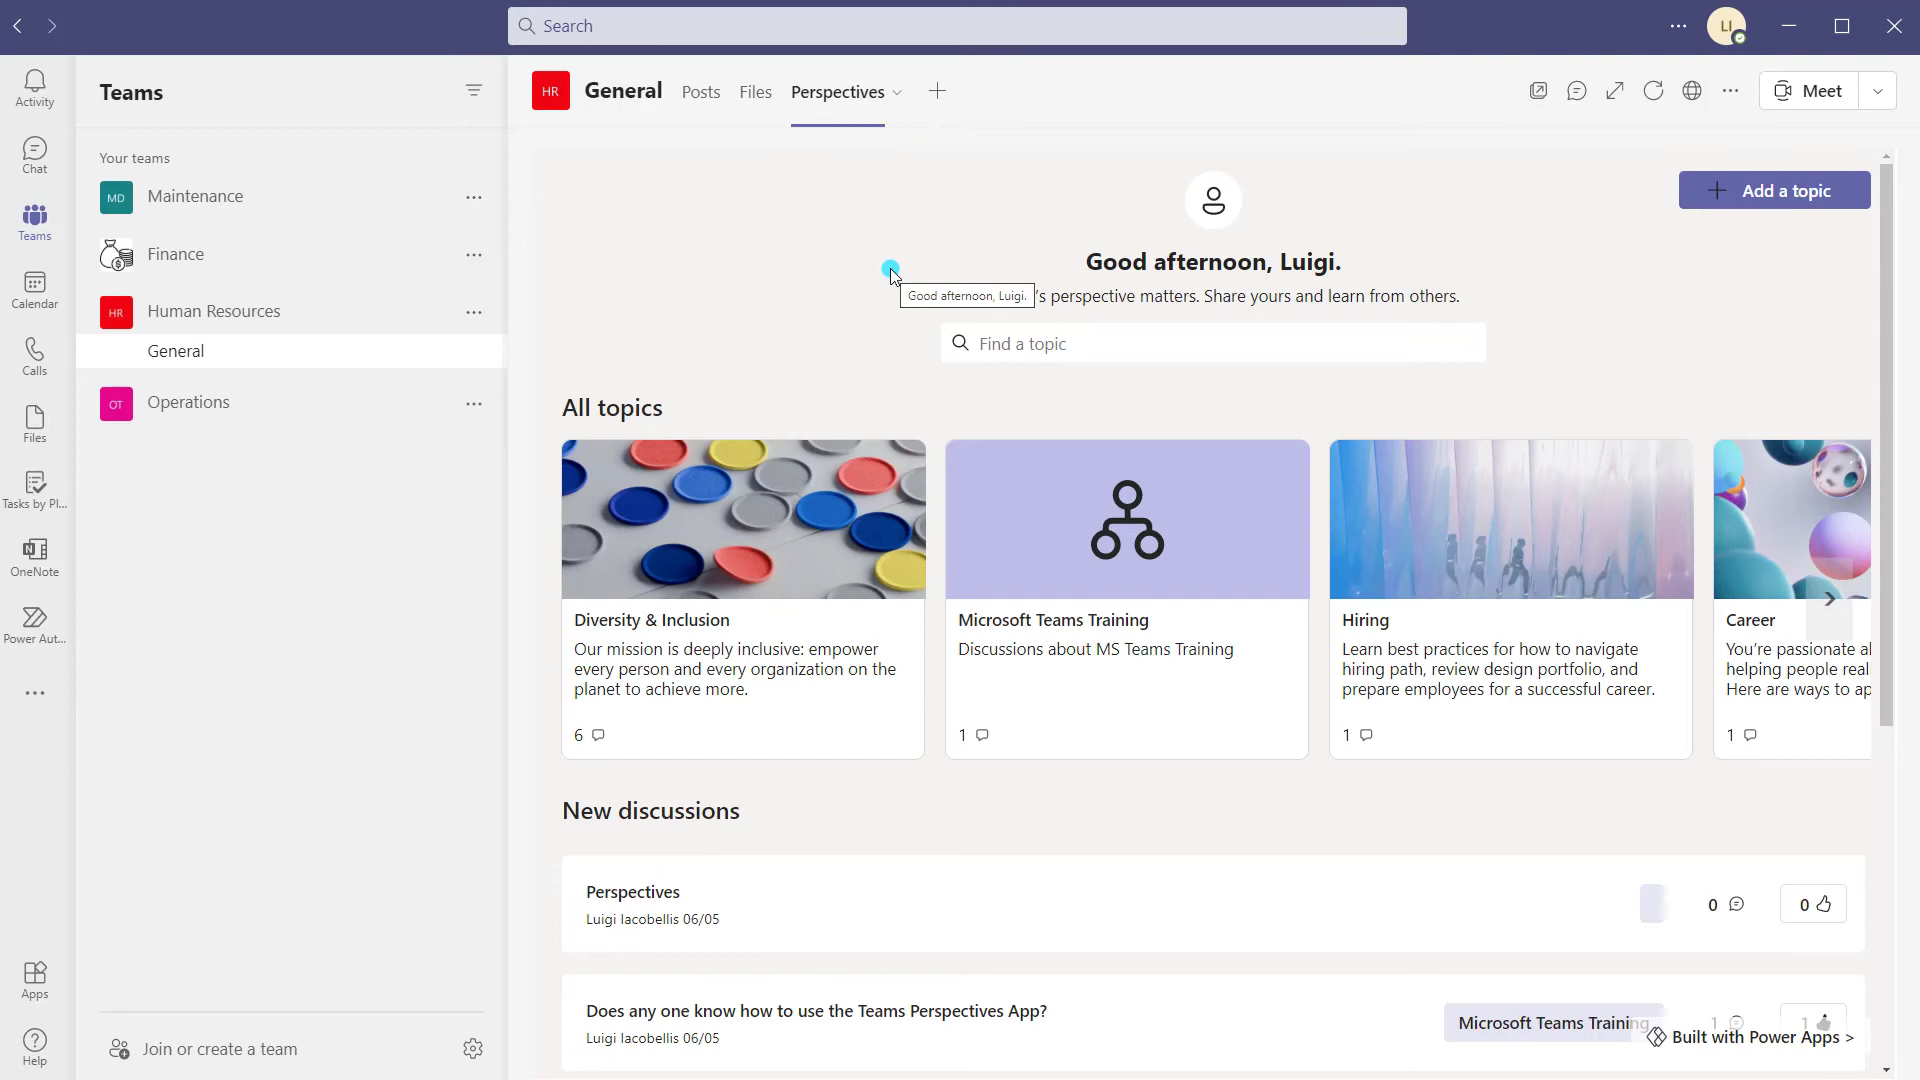 Search
LI
Activity
Chat
Teams
Calendar
Calls
Files
Tasks by Pl...
OneNote
Power Aut...
Apps
Help
Teams
Your teams
MD Maintenance
Finance
HR Human Resources
General
OT Operations
Join or create a team
HR General Posts Files Perspectives
Meet
Add a topic
Good afternoon, Luigi.
's perspective matters. Share yours and learn from others.
Good afternoon, Luigi.
Find a topic
All topics
Diversity & Inclusion
Our mission is deeply inclusive: empower
every person and every organization on the
planet to achieve more.
6
Microsoft Teams Training
Discussions about MS Teams Training
1
Hiring
Learn best practices for how to navigate
hiring path, review design portfolio, and
prepare employees for a successful career.
1
Career
You're passionate al
helping people real
Here are ways to ap
1
New discussions
Perspectives
Luigi Iacobellis 06/05
0
0
Does any one know how to use the Teams Perspectives App?
Luigi Iacobellis 06/05
Microsoft Teams Training
1
1
Built with Power Apps >